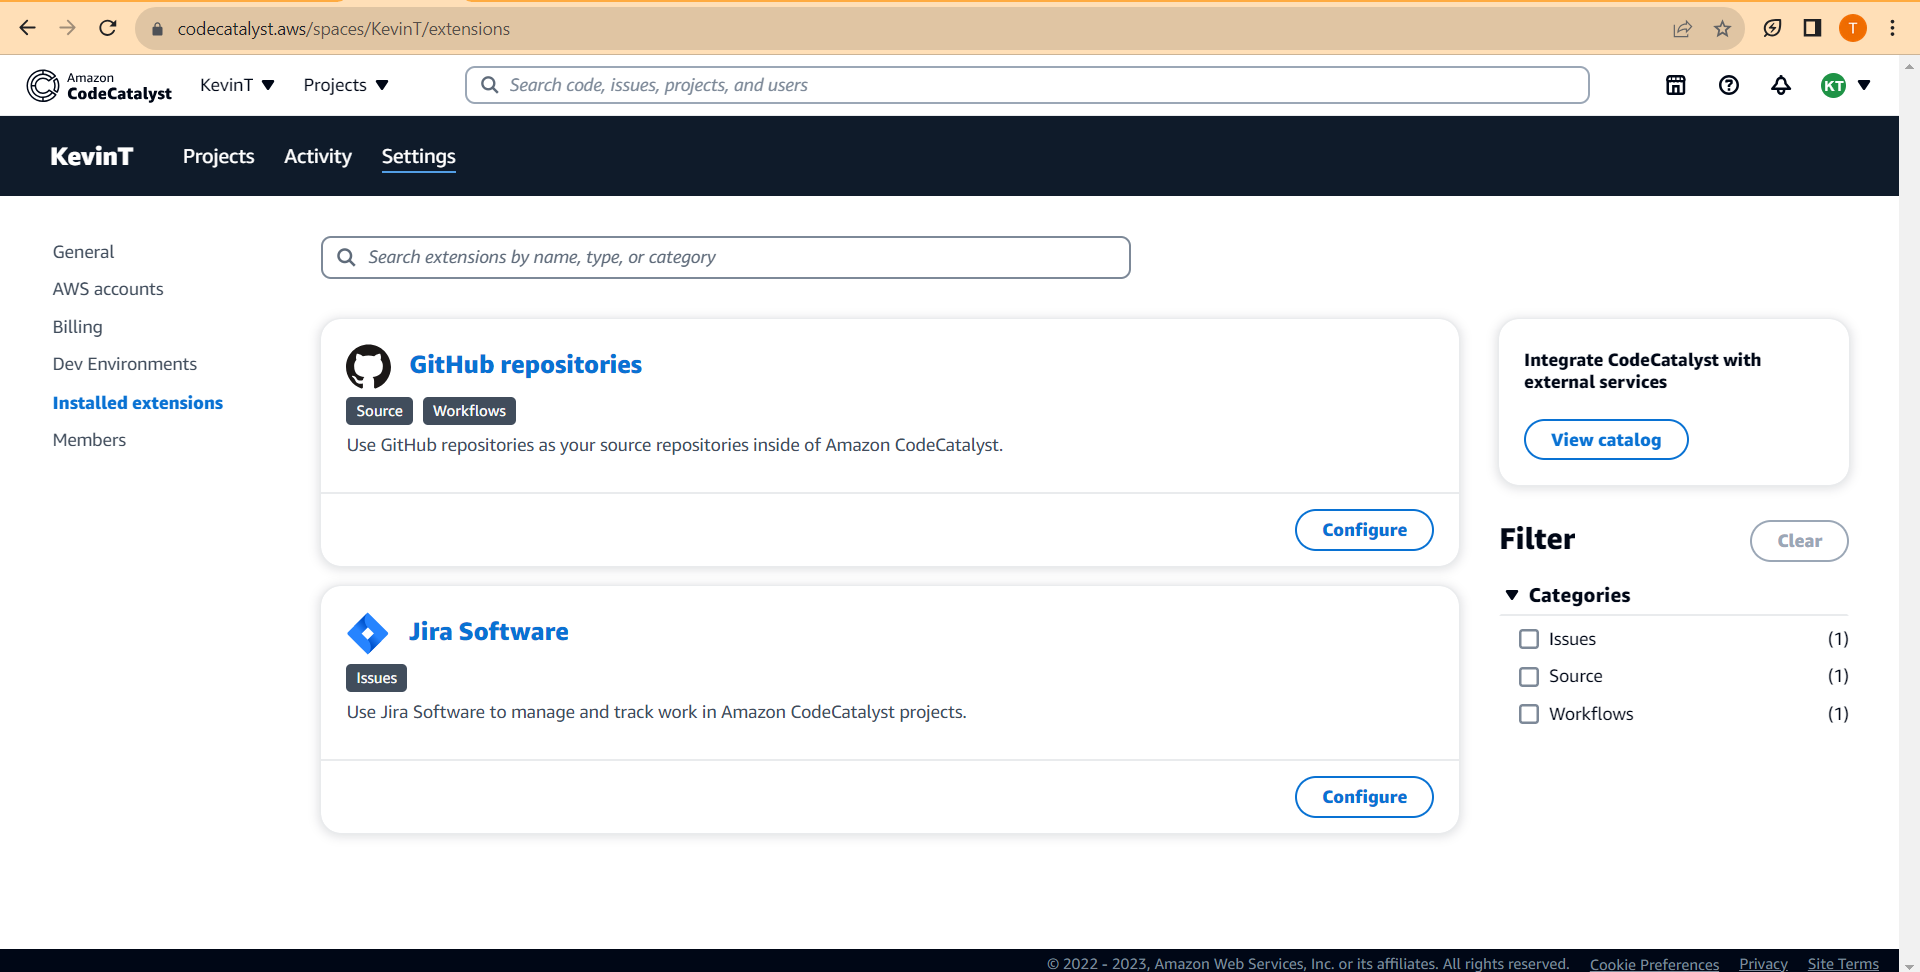 codecatalyst.aws/spaces/KevinT/extensions
T
Amazon
CodeCatalyst
KevinT
Projects
Search code, issues, projects, and users
KT
KevinT
Projects
Activity
Settings
General
AWS accounts
Billing
Dev Environments
Installed extensions
Members
Search extensions by name, type, or category
GitHub repositories
Source
Workflows
Use GitHub repositories as your source repositories inside of Amazon CodeCatalyst.
Configure
Jira Software
Issues
Use Jira Software to manage and track work in Amazon CodeCatalyst projects.
Configure
Integrate CodeCatalyst with
external services
View catalog
Filter
Clear
Categories
Issues (1)
Source (1)
Workflows (1)
© 2022 - 2023, Amazon Web Services, Inc. or its affiliates. All rights reserved. Cookie Preferences Privacy Site Terms